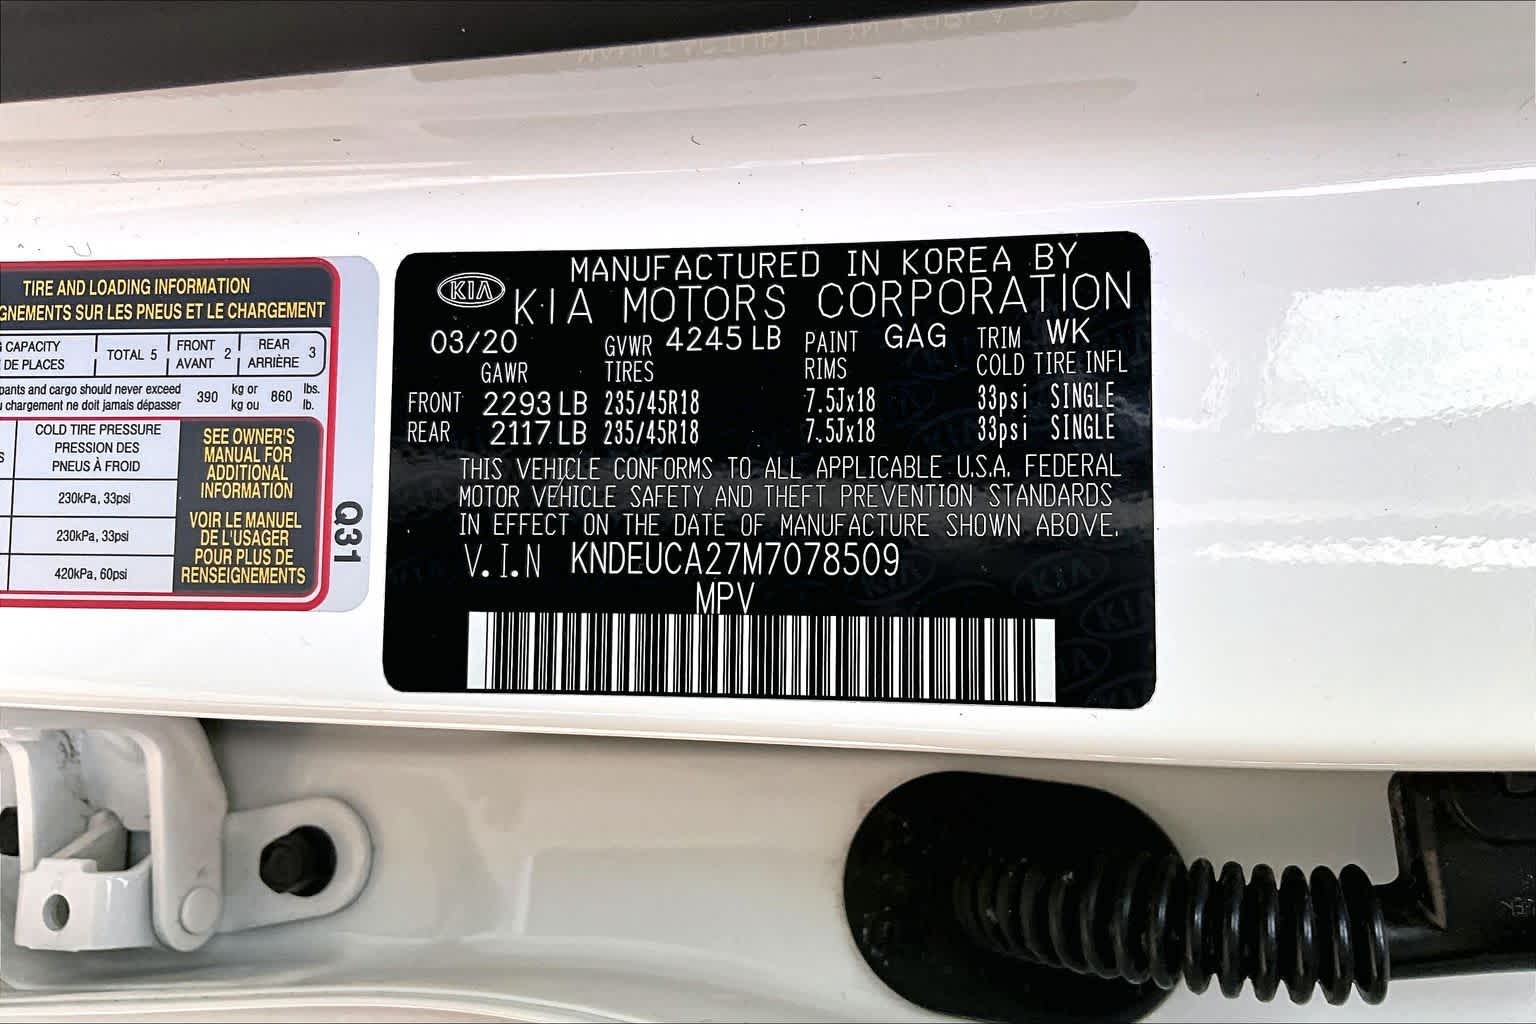 TIRE AND LOADING INFORMATION
GNEMENTS SUR LES PNEUS ET LE CHARGEMENT
CAPACITY TOTAL 5 FRONT 2 REAR 3
DE PLACES AVANT ARRIÈRE
pants and cargo should never exceed 390 kg or 860 lbs.
chargement ne doit jamais dépasser kg ou lb.
COLD TIRE PRESSURE
PRESSION DES
PNEUS À FROID
S
230kPa, 33psi
230kPa, 33psi
420kPa, 60psi
SEE OWNER'S
MANUAL FOR
ADDITIONAL
INFORMATION
VOIR LE MANUEL
DE L'USAGER
POUR PLUS DE
RENSEIGNEMENTS
Q31
KIA
MANUFACTURED IN KOREA BY
KIA MOTORS CORPORATION
03/20 GVWR 4245 LB PAINT GAG TRIM WK
GAWR TIRES RIMS COLD TIRE INFL
FRONT 2293 LB 235/45R18 7.5Jx18 33psi SINGLE
REAR 2117 LB 235/45R18 7.5Jx18 33psi SINGLE
THIS VEHICLE CONFORMS TO ALL APPLICABLE U.S.A. FEDERAL
MOTOR VEHICLE SAFETY AND THEFT PREVENTION STANDARDS
IN EFFECT ON THE DATE OF MANUFACTURE SHOWN ABOVE.
V.I.N KNDEUCA27M7078509
MPV